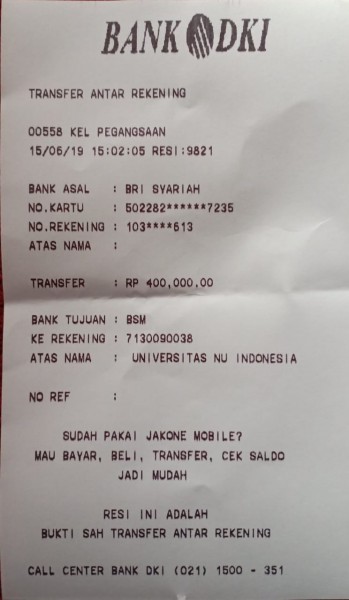 BANK DKI
TRANSFER ANTAR REKENING
00558 KEL PEGANGSAAN
15/06/19 15:02:05 RESI:9821
BANK ASAL : BRI SYARIAH
NO.KARTU : 502282******7235
NO.REKENING : 103****613
ATAS NAMA :
TRANSFER : RP 400,000.00
BANK TUJUAN : BSM
KE REKENING : 7130090038
ATAS NAMA : UNIVERSITAS NU INDONESIA
NO REF :
SUDAH PAKAI JAKONE MOBILE?
MAU BAYAR, BELI, TRANSFER, CEK SALDO
JADI MUDAH
RESI INI ADALAH
BUKTI SAH TRANSFER ANTAR REKENING
CALL CENTER BANK DKI (021) 1500 - 351